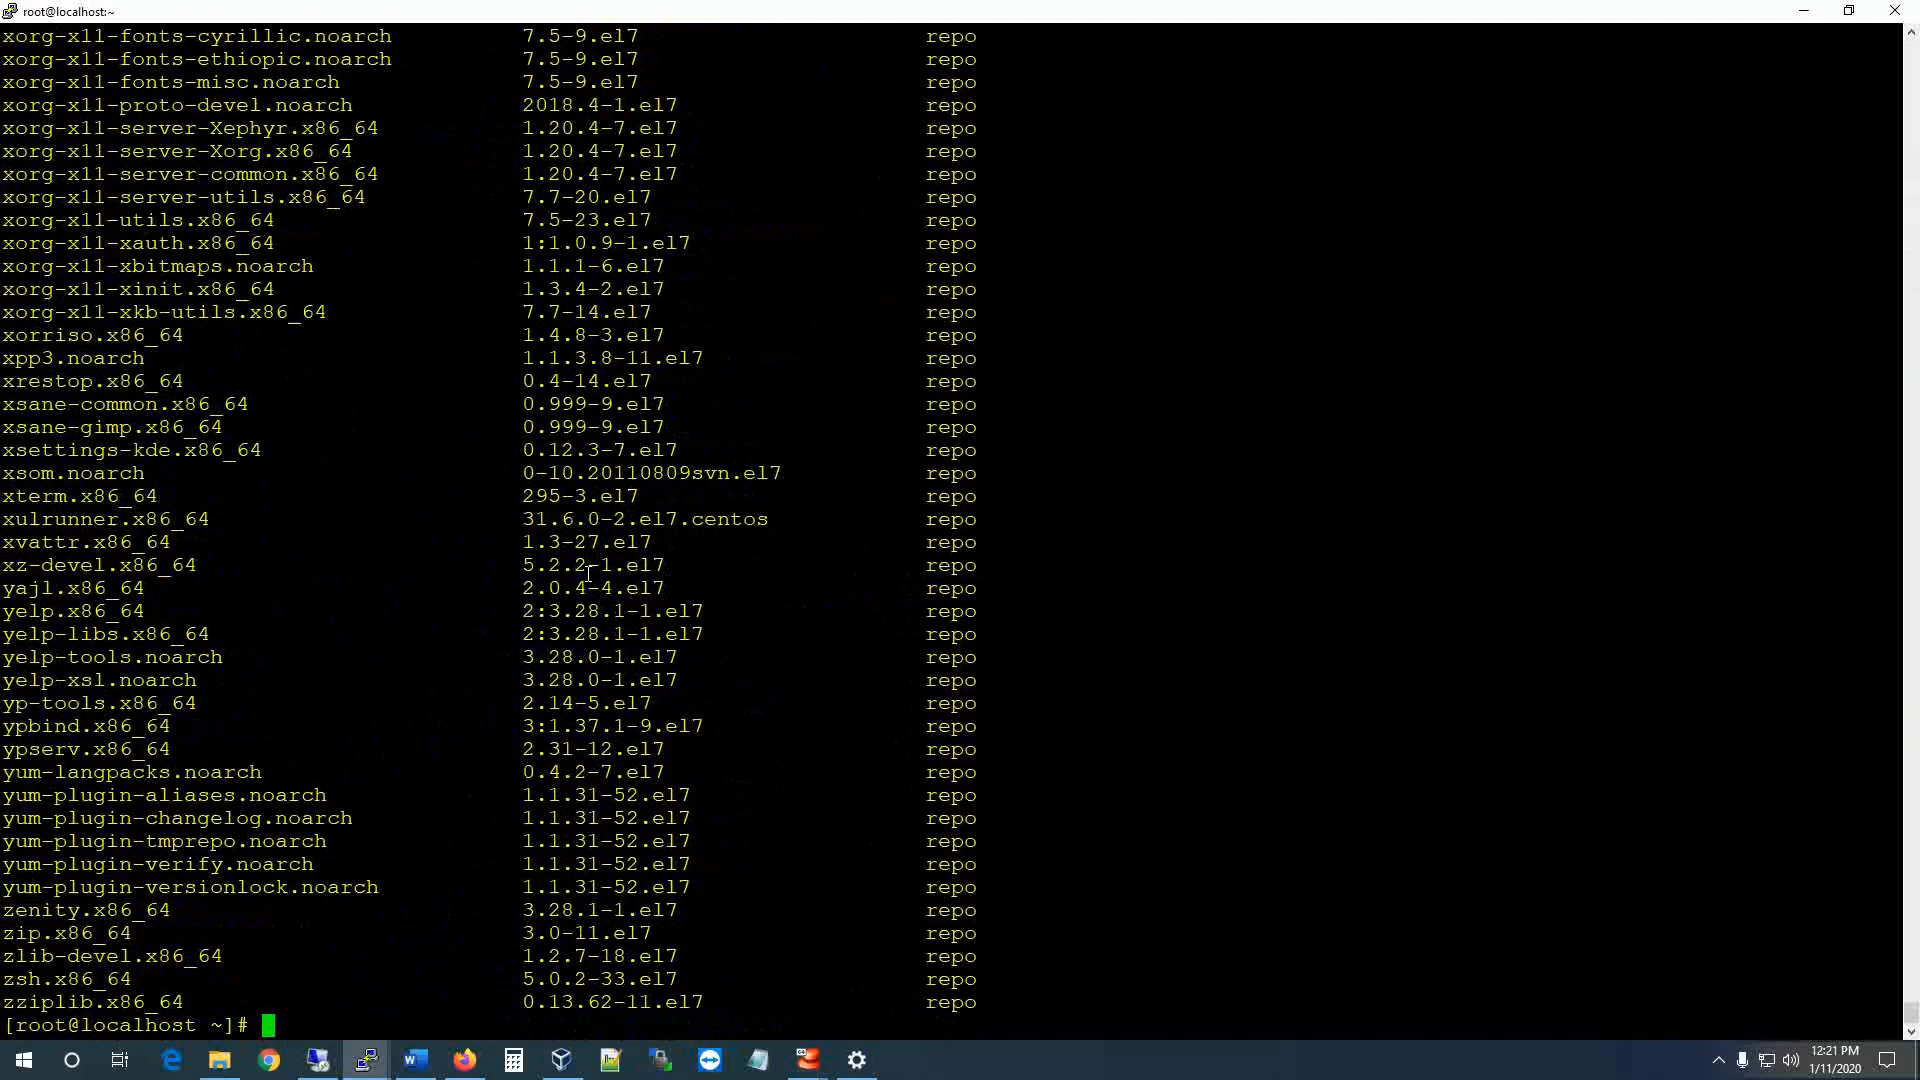 root@localhost:~
xorg-x11-fonts-cyrillic.noarch 7.5-9.el7 repo
xorg-x11-fonts-ethiopic.noarch 7.5-9.el7 repo
xorg-x11-fonts-misc.noarch 7.5-9.el7 repo
xorg-x11-proto-devel.noarch 2018.4-1.el7 repo
xorg-x11-server-Xephyr.x86_64 1.20.4-7.el7 repo
xorg-x11-server-Xorg.x86_64 1.20.4-7.el7 repo
xorg-x11-server-common.x86_64 1.20.4-7.el7 repo
xorg-x11-server-utils.x86_64 7.7-20.el7 repo
xorg-x11-utils.x86_64 7.5-23.el7 repo
xorg-x11-xauth.x86_64 1:1.0.9-1.el7 repo
xorg-x11-xbitmaps.noarch 1.1.1-6.el7 repo
xorg-x11-xinit.x86_64 1.3.4-2.el7 repo
xorg-x11-xkb-utils.x86_64 7.7-14.el7 repo
xorriso.x86_64 1.4.8-3.el7 repo
xpp3.noarch 1.1.3.8-11.el7 repo
xrestop.x86_64 0.4-14.el7 repo
xsane-common.x86_64 0.999-9.el7 repo
xsane-gimp.x86_64 0.999-9.el7 repo
xsettings-kde.x86_64 0.12.3-7.el7 repo
xsom.noarch 0-10.20110809svn.el7 repo
xterm.x86_64 295-3.el7 repo
xulrunner.x86_64 31.6.0-2.el7.centos repo
xvattr.x86_64 1.3-27.el7 repo
xz-devel.x86_64 5.2.2-1.el7 repo
yajl.x86_64 2.0.4-4.el7 repo
yelp.x86_64 2:3.28.1-1.el7 repo
yelp-libs.x86_64 2:3.28.1-1.el7 repo
yelp-tools.noarch 3.28.0-1.el7 repo
yelp-xsl.noarch 3.28.0-1.el7 repo
yp-tools.x86_64 2.14-5.el7 repo
ypbind.x86_64 3:1.37.1-9.el7 repo
ypserv.x86_64 2.31-12.el7 repo
yum-langpacks.noarch 0.4.2-7.el7 repo
yum-plugin-aliases.noarch 1.1.31-52.el7 repo
yum-plugin-changelog.noarch 1.1.31-52.el7 repo
yum-plugin-tmprepo.noarch 1.1.31-52.el7 repo
yum-plugin-verify.noarch 1.1.31-52.el7 repo
yum-plugin-versionlock.noarch 1.1.31-52.el7 repo
zenity.x86_64 3.28.1-1.el7 repo
zip.x86_64 3.0-11.el7 repo
zlib-devel.x86_64 1.2.7-18.el7 repo
zsh.x86_64 5.0.2-33.el7 repo
zziplib.x86_64 0.13.62-11.el7 repo
[root@localhost ~]#
12:21 PM
1/11/2020